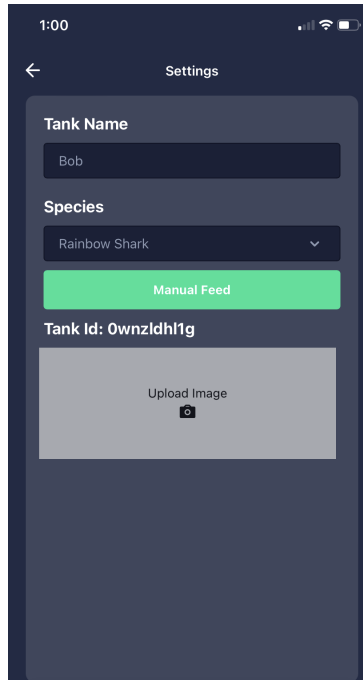 1:00
Settings
Tank Name
Bob
Species
Rainbow Shark
Manual Feed
Tank Id: 0wnzldhl1g
Upload Image